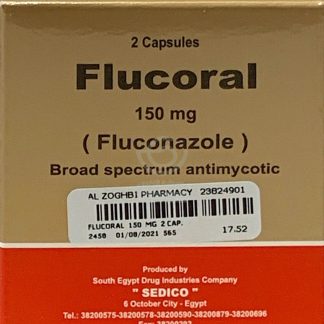 2 Capsules
Flucoral
150 mg
( Fluconazole )
Broad spectrum antimycotic
AL ZOGHBI PHARMACY 23824901
FLUCORAL 150 MG 2 CAP.
2458 01/08/2021 565 17.52
Produced by
South Egypt Drug Industries Company
" SEDICO "
6 October City - Egypt
Tel.: 38200575-38200578-38200590-38200879-38200696